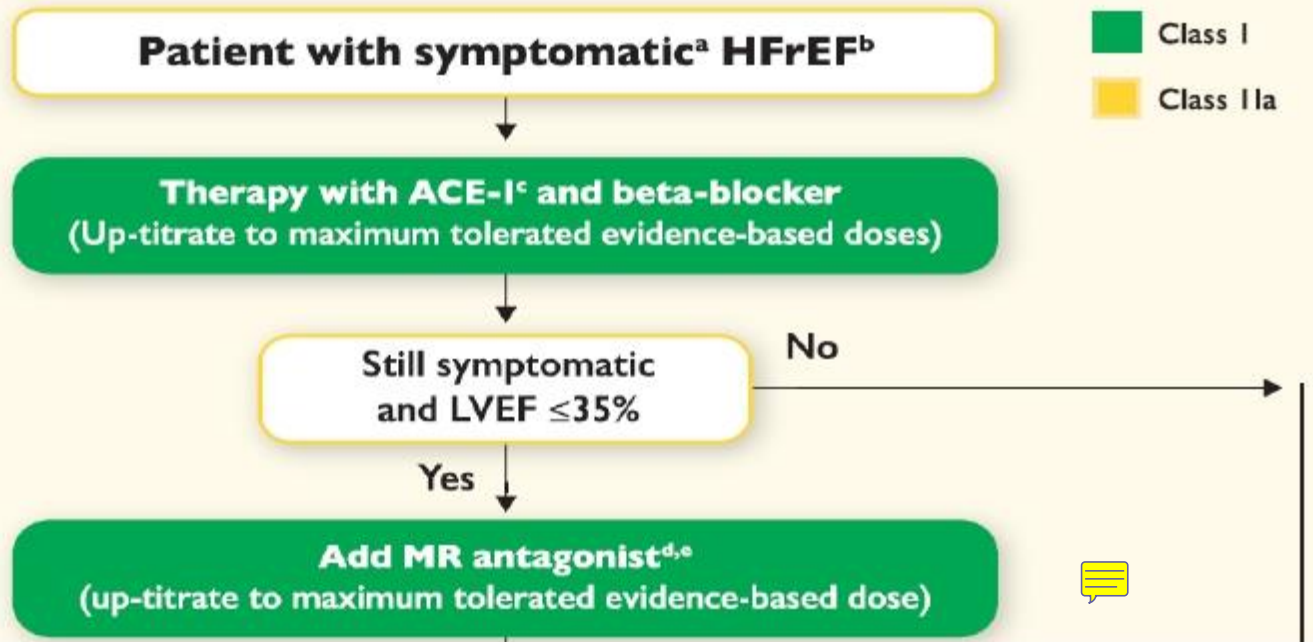 Patient with symptomaticᵃ HFrEFᵇ
Class I
Class IIa
Therapy with ACE-Iᶜ and beta-blocker
(Up-titrate to maximum tolerated evidence-based doses)
Still symptomatic
and LVEF ≤35%
No
Yes
Add MR antagonistᵈ,ᵉ
(up-titrate to maximum tolerated evidence-based dose)